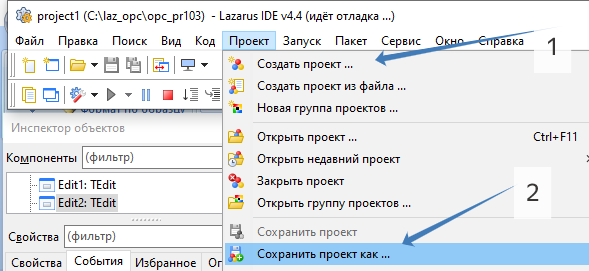 project1 (C:\laz_opc\opc_pr103) - Lazarus IDE v4.4 (идёт отладка ...)
Файл Правка Поиск Вид Код Проект Запуск Пакет Сервис Окно Справка
1
Создать проект ...
Создать проект из файла ...
Новая группа проектов ...
Формат по образцу
Инспектор объектов
Открыть проект ... Ctrl+F11
Компоненты (фильтр)
Открыть недавний проект
Edit1: TEdit
Закрыть проект
Edit2: TEdit
Открыть группу проектов ...
2
Свойства (фильтр)
Сохранить проект
Свойства События Избранное
Сохранить проект как ...